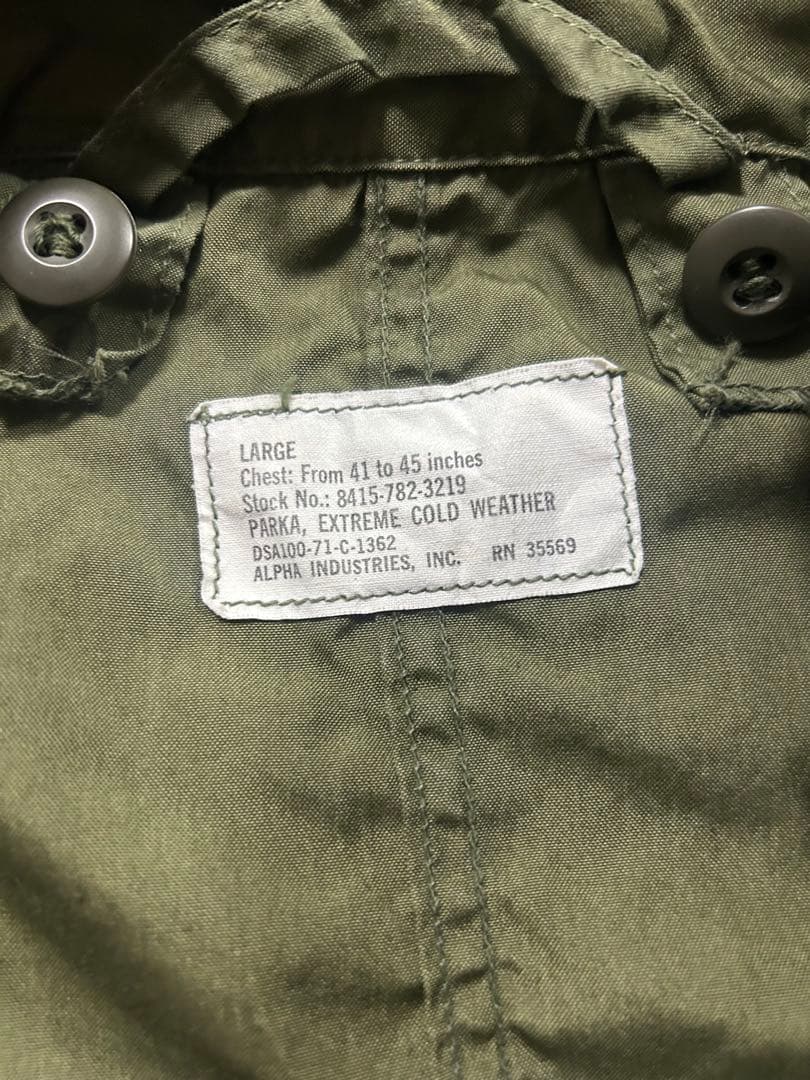 LARGE
Chest: From 41 to 45 inches
Stock No.: 8415-782-3219
PARKA, EXTREME COLD WEATHER
DSA100-71-C-1362
ALPHA INDUSTRIES, INC. RN 35569